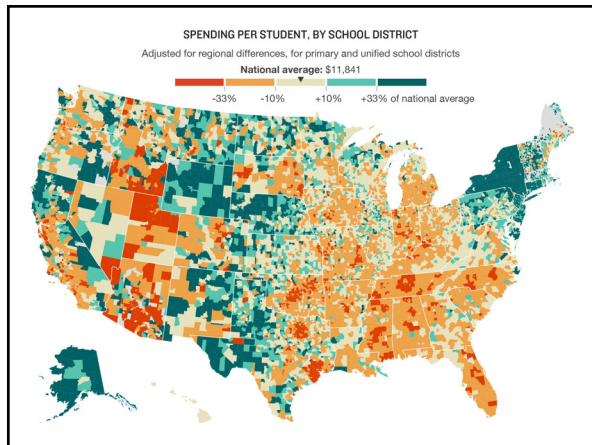 SPENDING PER STUDENT, BY SCHOOL DISTRICT
Adjusted for regional differences, for primary and unified school districts
National average: $11,841
-33% -10% +10% +33% of national average